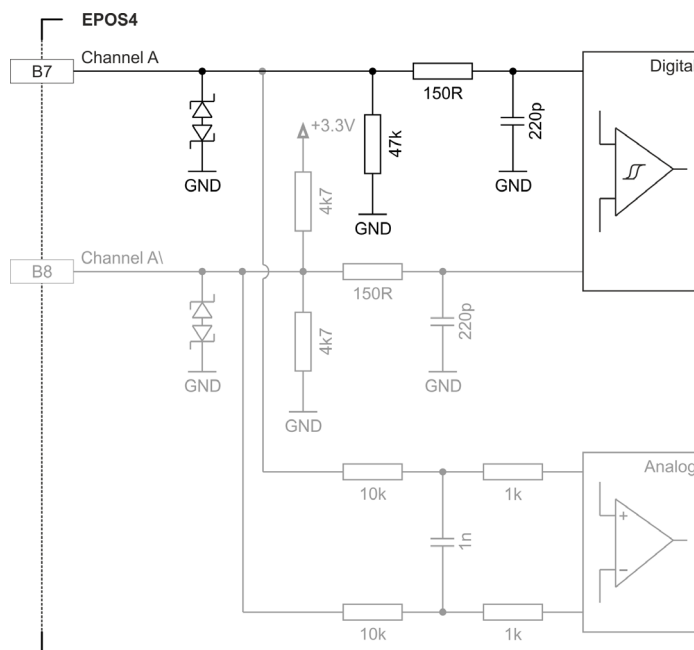 EPOS4
B7
Channel A
Digital
150R
220p
47k
GND
GND
GND
+3.3V
4k7
B8
Channel A\
150R
220p
4k7
GND
GND
GND
Analog
10k
1k
1n
+
−
10k
1k